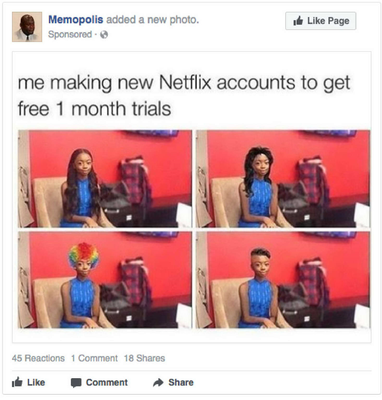 Memopolis added a new photo.
Like Page
Sponsored ·
me making new Netflix accounts to get
free 1 month trials
45 Reactions 1 Comment 18 Shares
Like Comment Share